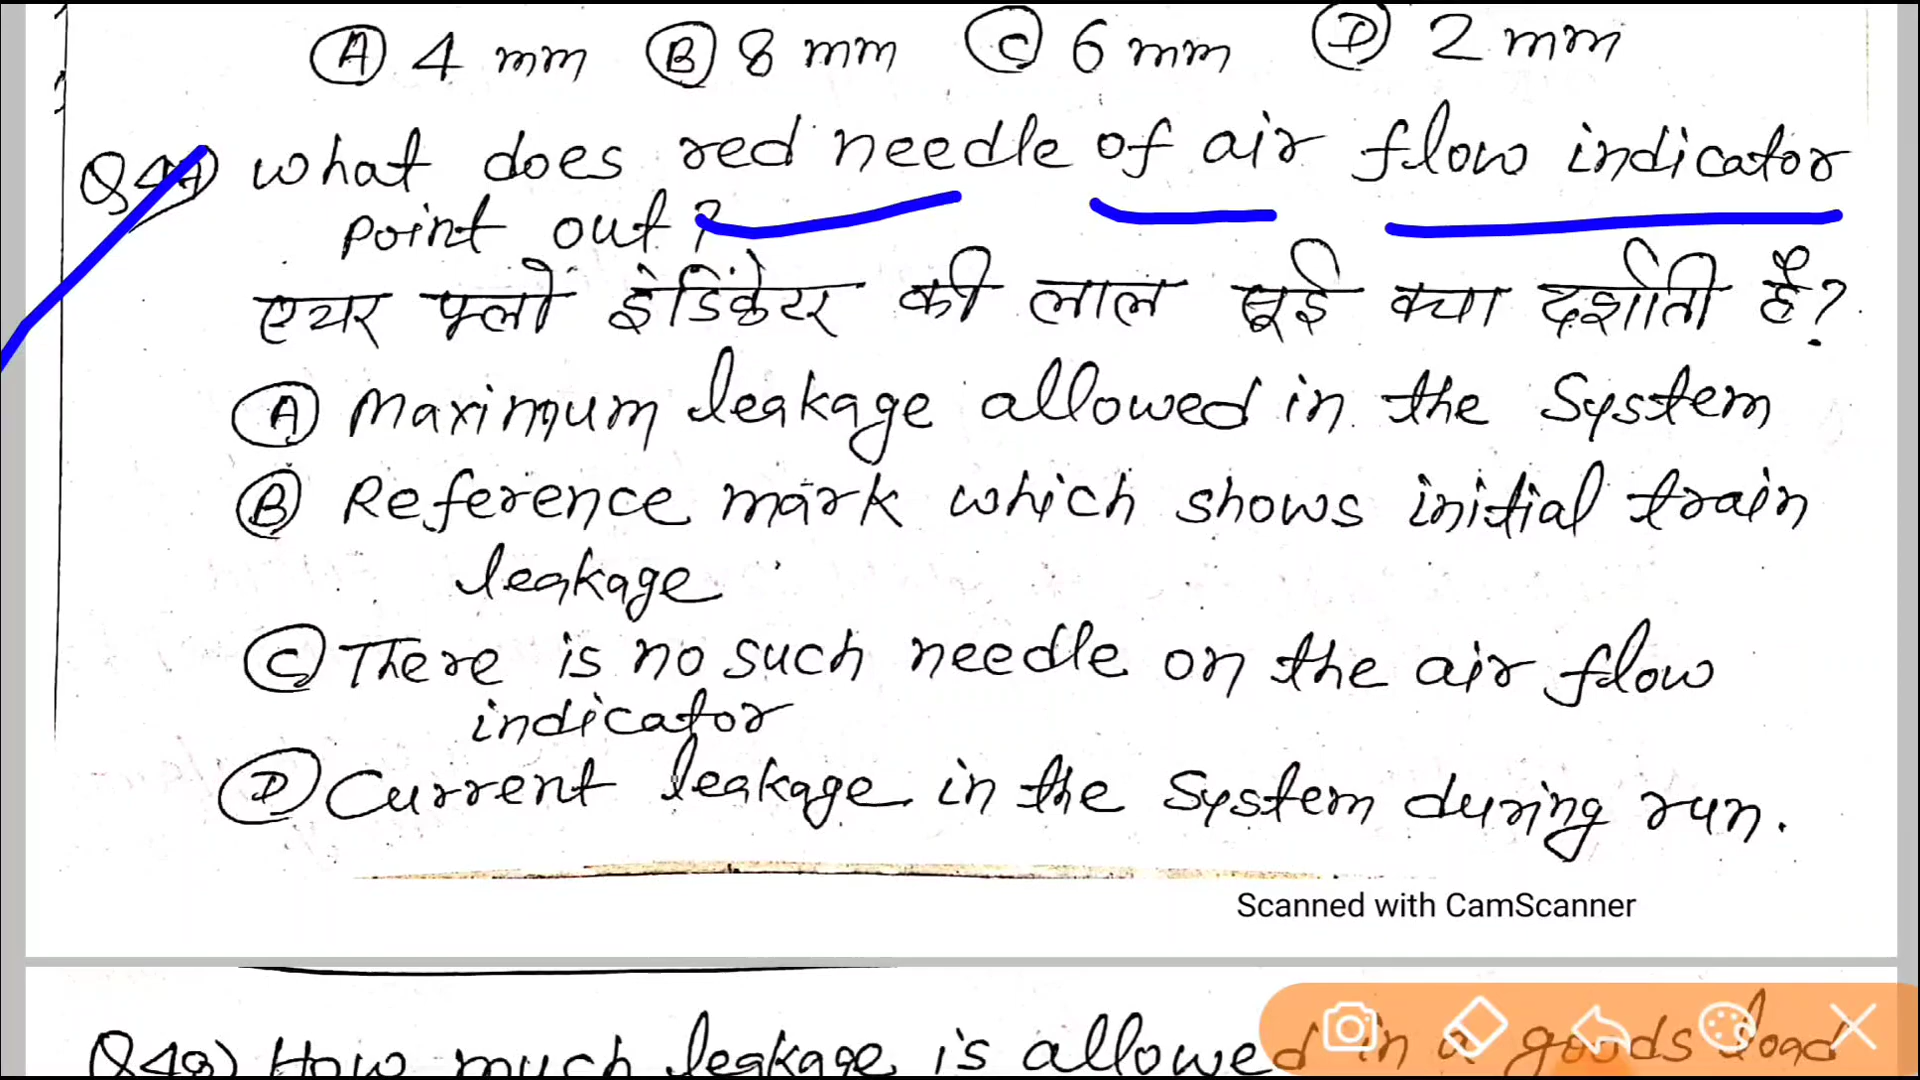 Ⓐ 4 mm Ⓑ 8 mm Ⓒ 6 mm Ⓓ 2 mm
Q47) What does red needle of air flow indicator
point out?
एयर फ्लो इंडिकेटर की लाल सूई क्या दर्शाती है?
Ⓐ Maximum leakage allowed in the System
Ⓑ Reference mark which shows initial train
leakage
Ⓒ There is no such needle on the air flow
indicator
Ⓓ Current leakage in the System during run.
Scanned with CamScanner
Q48) How much leakage is allowed in a goods load